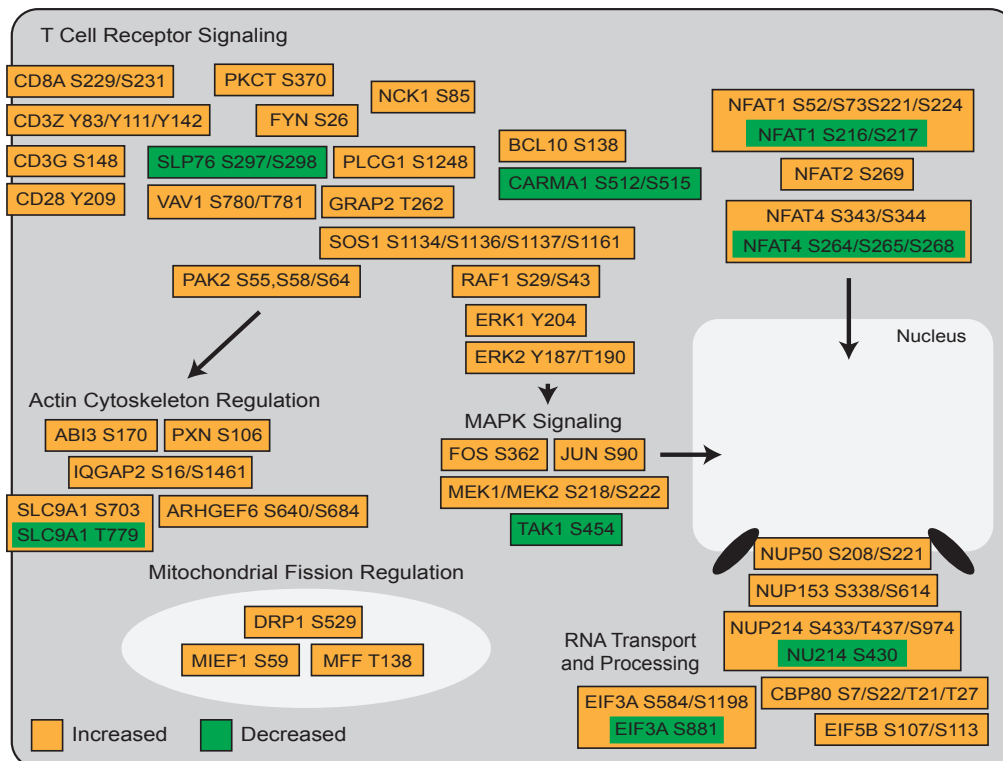 T Cell Receptor Signaling
CD8A S229/S231
PKCT S370
NCK1 S85
CD3Z Y83/Y111/Y142
FYN S26
CD3G S148
SLP76 S297/S298
PLCG1 S1248
CD28 Y209
VAV1 S780/T781
GRAP2 T262
BCL10 S138
CARMA1 S512/S515
SOS1 S1134/S1136/S1137/S1161
PAK2 S55,S58/S64
RAF1 S29/S43
ERK1 Y204
ERK2 Y187/T190
NFAT1 S52/S73S221/S224
NFAT1 S216/S217
NFAT2 S269
NFAT4 S343/S344
NFAT4 S264/S265/S268
Nucleus
Actin Cytoskeleton Regulation
ABI3 S170
PXN S106
IQGAP2 S16/S1461
SLC9A1 S703
SLC9A1 T779
ARHGEF6 S640/S684
MAPK Signaling
FOS S362
JUN S90
MEK1/MEK2 S218/S222
TAK1 S454
Mitochondrial Fission Regulation
DRP1 S529
MIEF1 S59
MFF T138
NUP50 S208/S221
NUP153 S338/S614
NUP214 S433/T437/S974
NU214 S430
RNA Transport
and Processing
CBP80 S7/S22/T21/T27
EIF3A S584/S1198
EIF3A S881
EIF5B S107/S113
Increased
Decreased